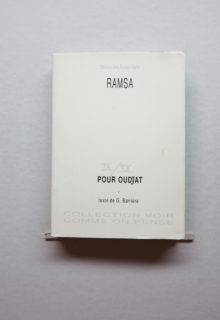 RAMSA
POUR OUDJAT
texte de G. Barrière
COLLECTION VOIR
COMME ON PENSE